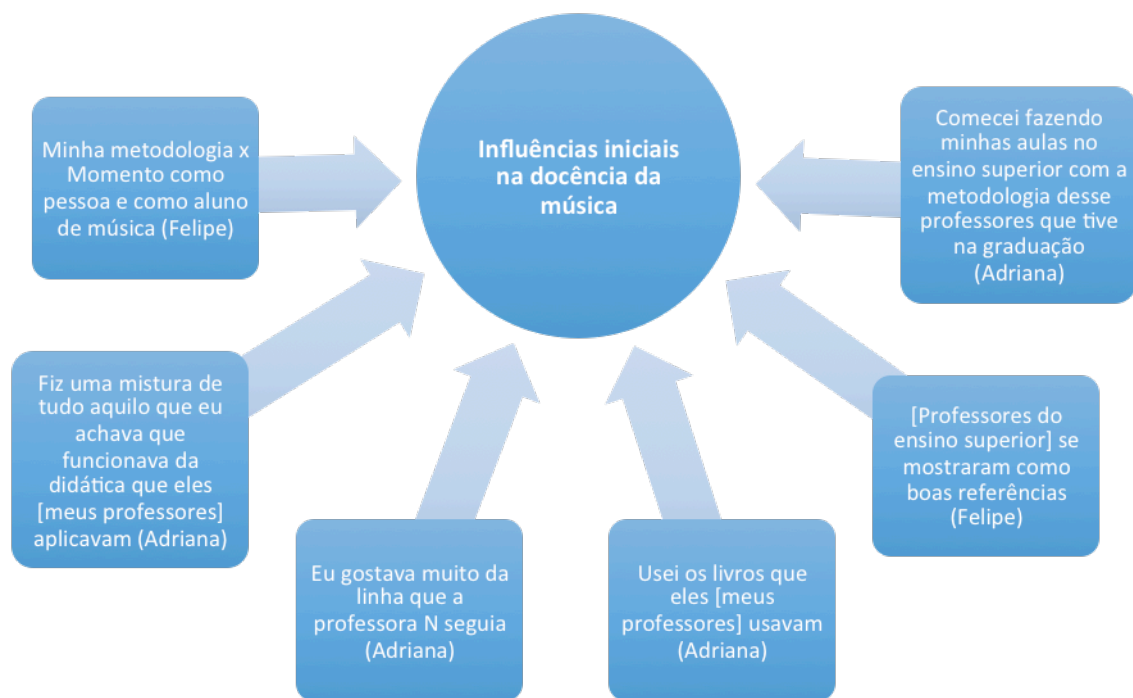 Influências iniciais
na docência da
música
Minha metodologia x
Momento como
pessoa e como aluno
de música (Felipe)
Fiz uma mistura de
tudo aquilo que eu
achava que
funcionava da
didática que eles
[meus professores]
aplicavam (Adriana)
Eu gostava muito da
linha que a
professora N seguia
(Adriana)
Usei os livros que
eles [meus
professores] usavam
(Adriana)
[Professores do
ensino superior] se
mostraram como
boas referências
(Felipe)
Comecei fazendo
minhas aulas no
ensino superior com a
metodologia desse
professores que tive
na graduação
(Adriana)